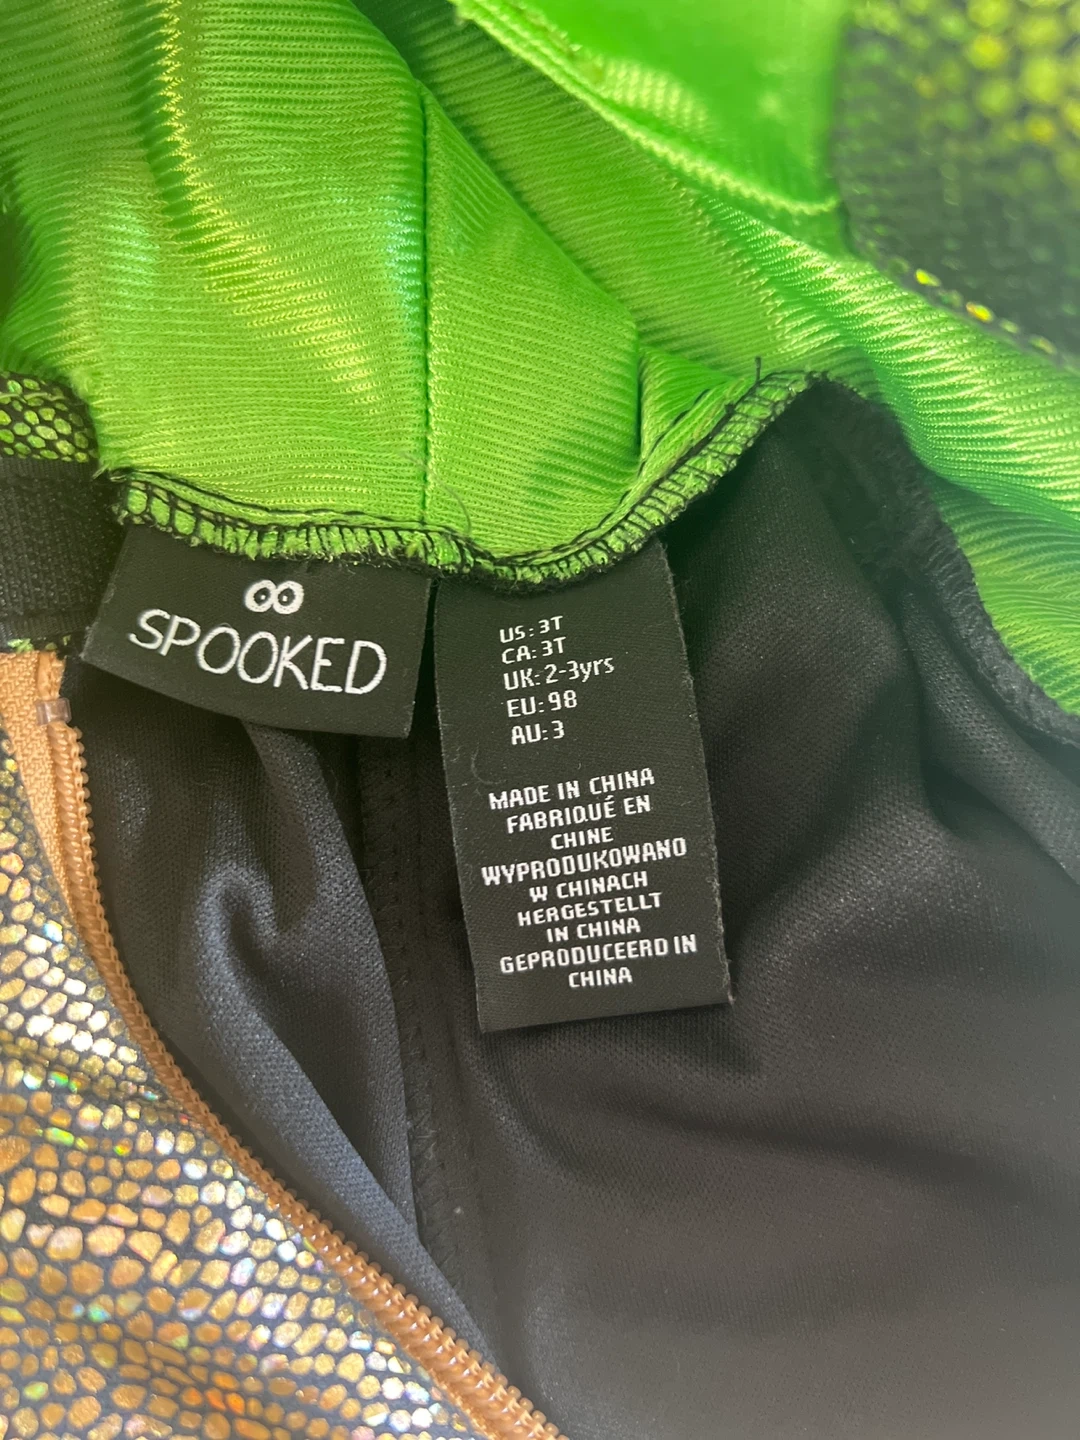 SPOOKED
US: 3T
CA: 3T
UK: 2-3yrs
EU: 98
AU: 3
MADE IN CHINA
FABRIQUÉ EN
CHINE
WYPRODUKOWANO
W CHINACH
HERGESTELLT
IN CHINA
GEPRODUCEERD IN
CHINA